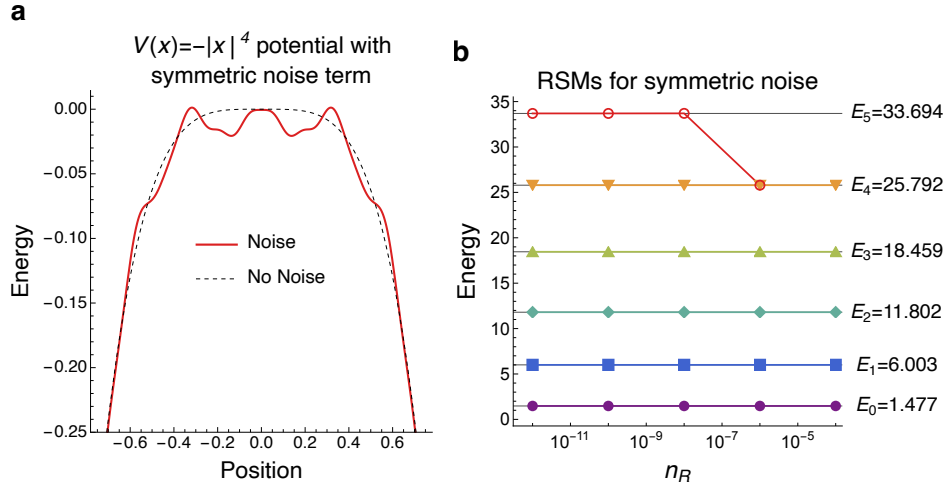 a
V(x)=-|x|⁴ potential with
symmetric noise term
0.00
-0.05
-0.10
-0.15
-0.20
-0.25
Energy
Noise
No Noise
-0.6 -0.4 -0.2 0.0 0.2 0.4 0.6
Position
b
RSMs for symmetric noise
35
30
25
20
15
10
5
0
Energy
E₅=33.694
E₄=25.792
E₃=18.459
E₂=11.802
E₁=6.003
E₀=1.477
10⁻¹¹ 10⁻⁹ 10⁻⁷ 10⁻⁵
n_R